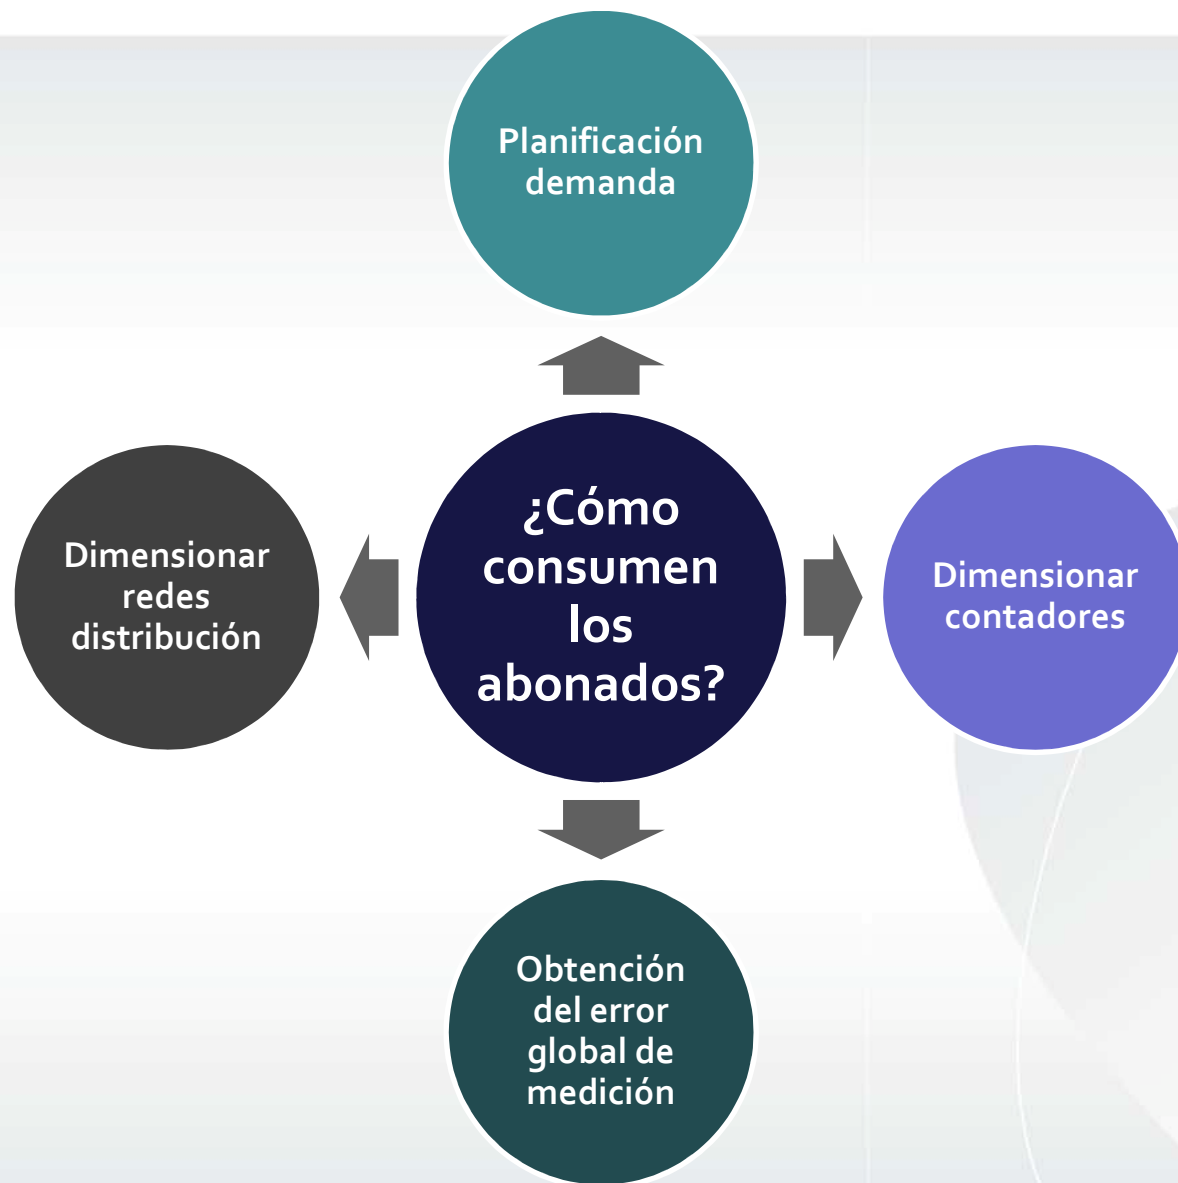 Planificación
demanda
¿Cómo
consumen
los
abonados?
Dimensionar
redes
distribución
Dimensionar
contadores
Obtención
del error
global de
medición